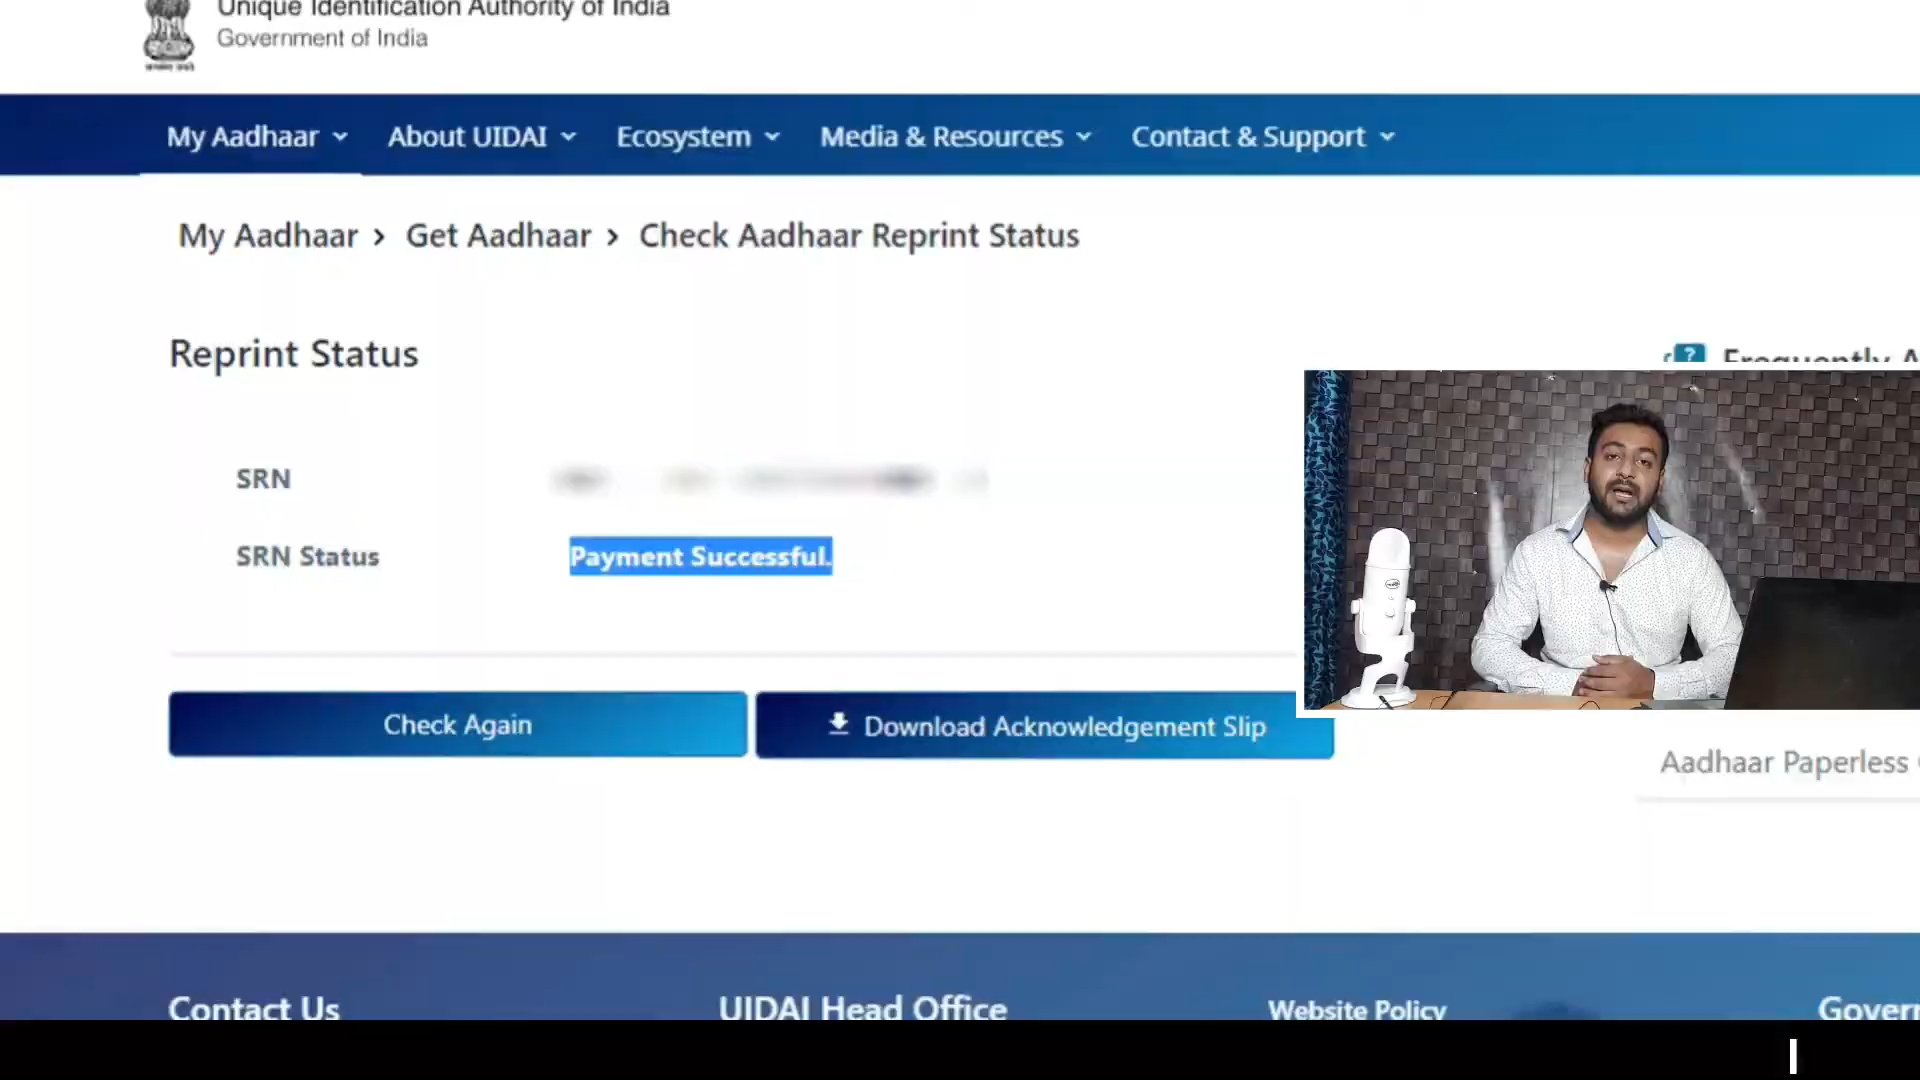 Unique Identification Authority of India
Government of India
My Aadhaar
About UIDAI
Ecosystem
Media & Resources
Contact & Support
My Aadhaar > Get Aadhaar > Check Aadhaar Reprint Status
Reprint Status
Frequently A
SRN
SRN Status
Payment Successful.
Check Again
Download Acknowledgement Slip
Aadhaar Paperless
Contact Us
UIDAI Head Office
Website Policy
Govern